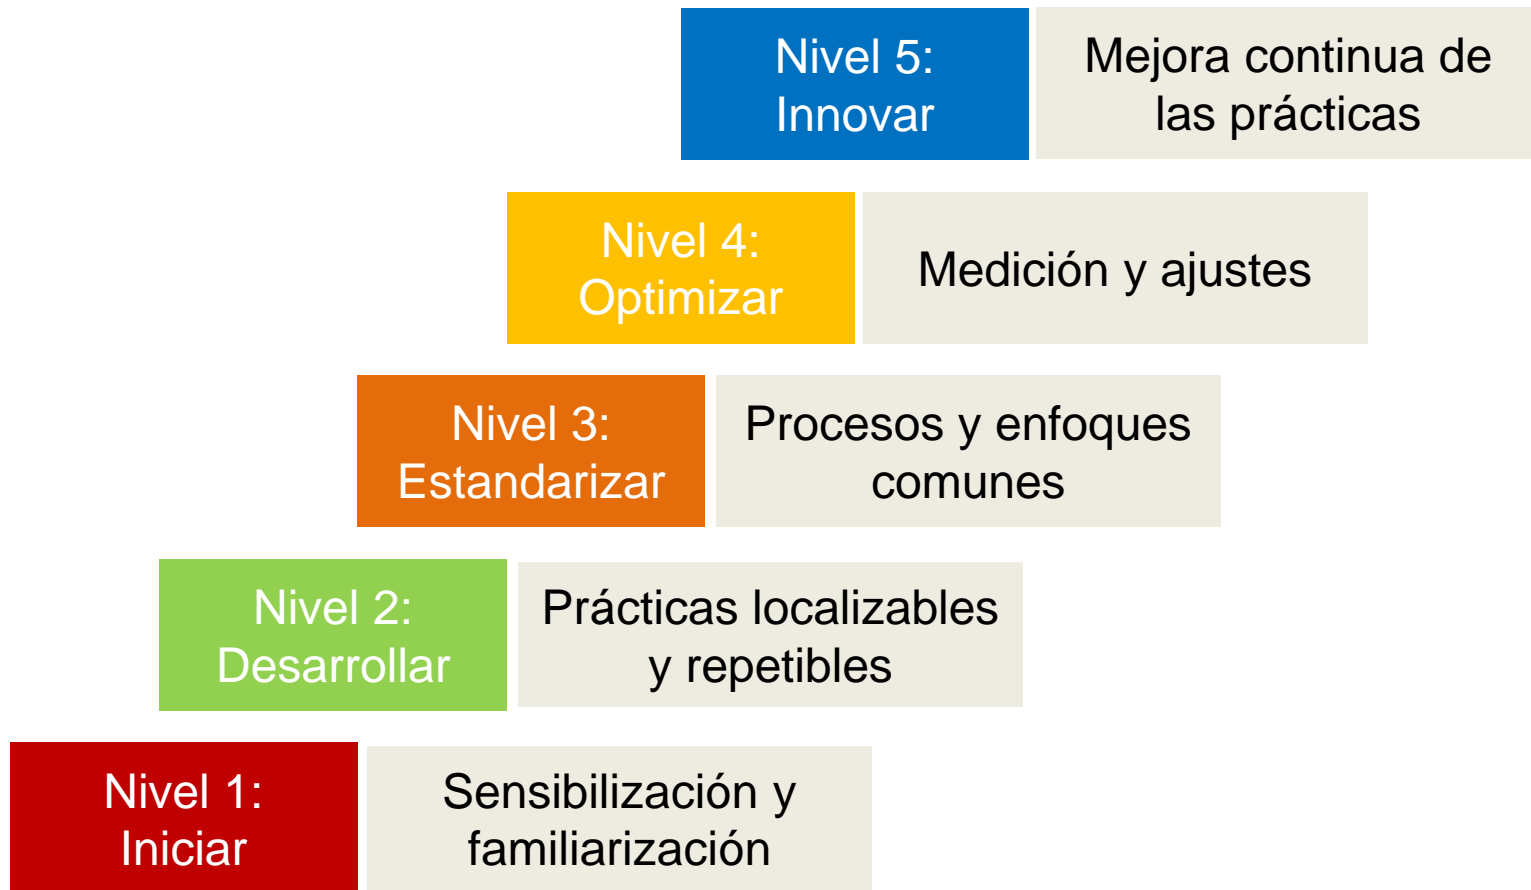 Nivel 5:
Innovar
Mejora continua de
las prácticas
Nivel 4:
Optimizar
Medición y ajustes
Nivel 3:
Estandarizar
Procesos y enfoques
comunes
Nivel 2:
Desarrollar
Prácticas localizables
y repetibles
Nivel 1:
Iniciar
Sensibilización y
familiarización